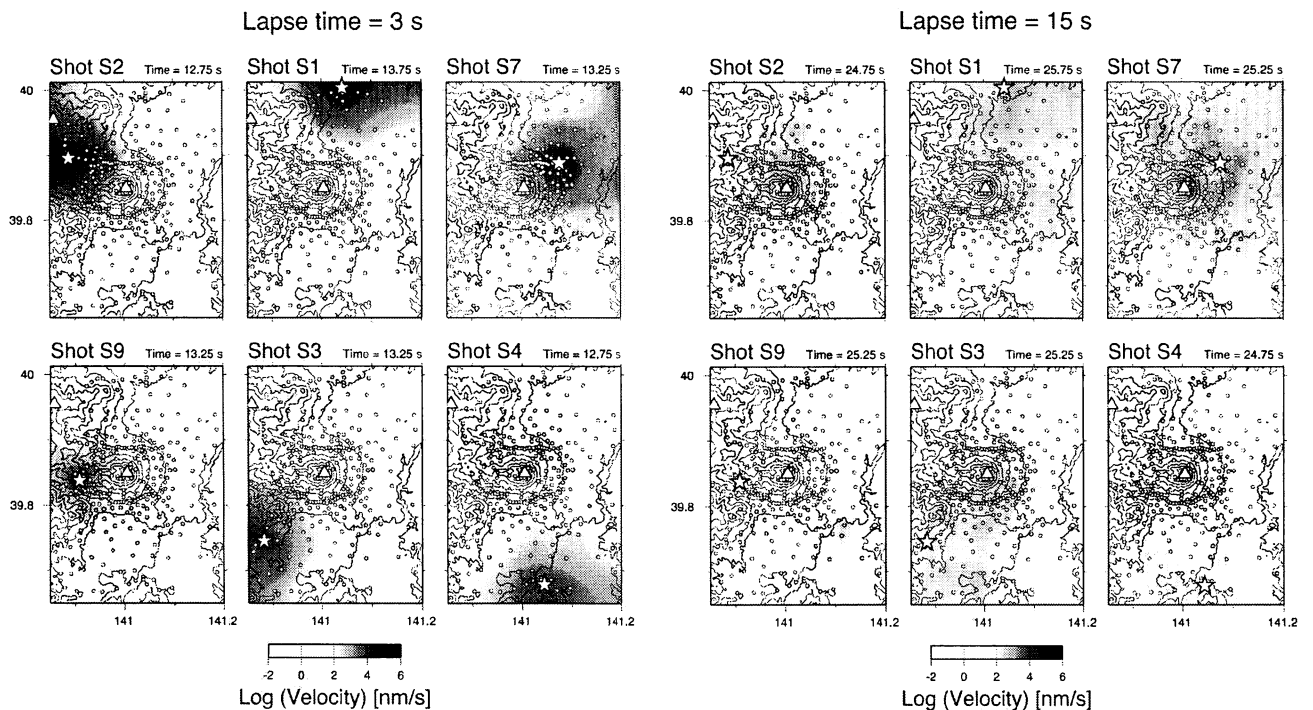 Lapse time = 3 s
Shot S2 Time = 12.75 s
Shot S1 Time = 13.75 s
Shot S7 Time = 13.25 s
40
39.8
Shot S9 Time = 13.25 s
Shot S3 Time = 13.25 s
Shot S4 Time = 12.75 s
40
39.8
141
141
141
141.2
-2 0 2 4 6
Log (Velocity) [nm/s]
Lapse time = 15 s
Shot S2 Time = 24.75 s
Shot S1 Time = 25.75 s
Shot S7 Time = 25.25 s
40
39.8
Shot S9 Time = 25.25 s
Shot S3 Time = 25.25 s
Shot S4 Time = 24.75 s
40
39.8
141
141
141
141.2
-2 0 2 4 6
Log (Velocity) [nm/s]